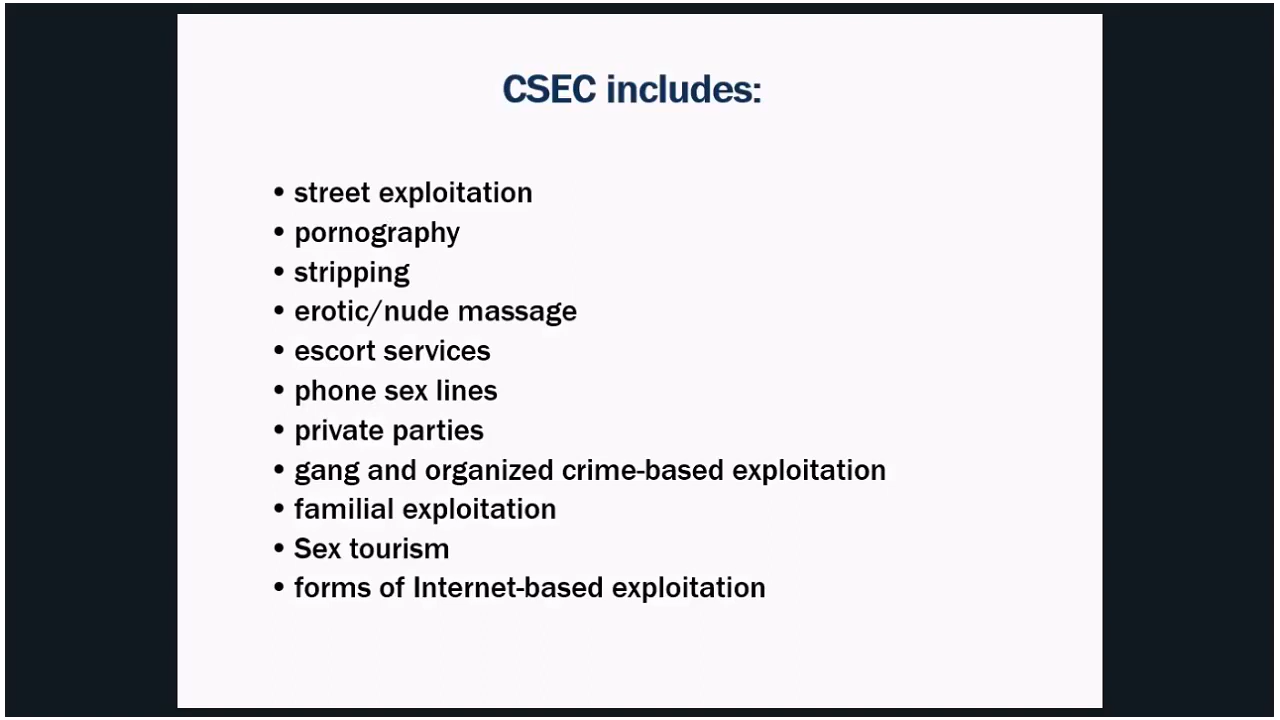 CSEC includes:
• street exploitation
• pornography
• stripping
• erotic/nude massage
• escort services
• phone sex lines
• private parties
• gang and organized crime-based exploitation
• familial exploitation
• Sex tourism
• forms of Internet-based exploitation